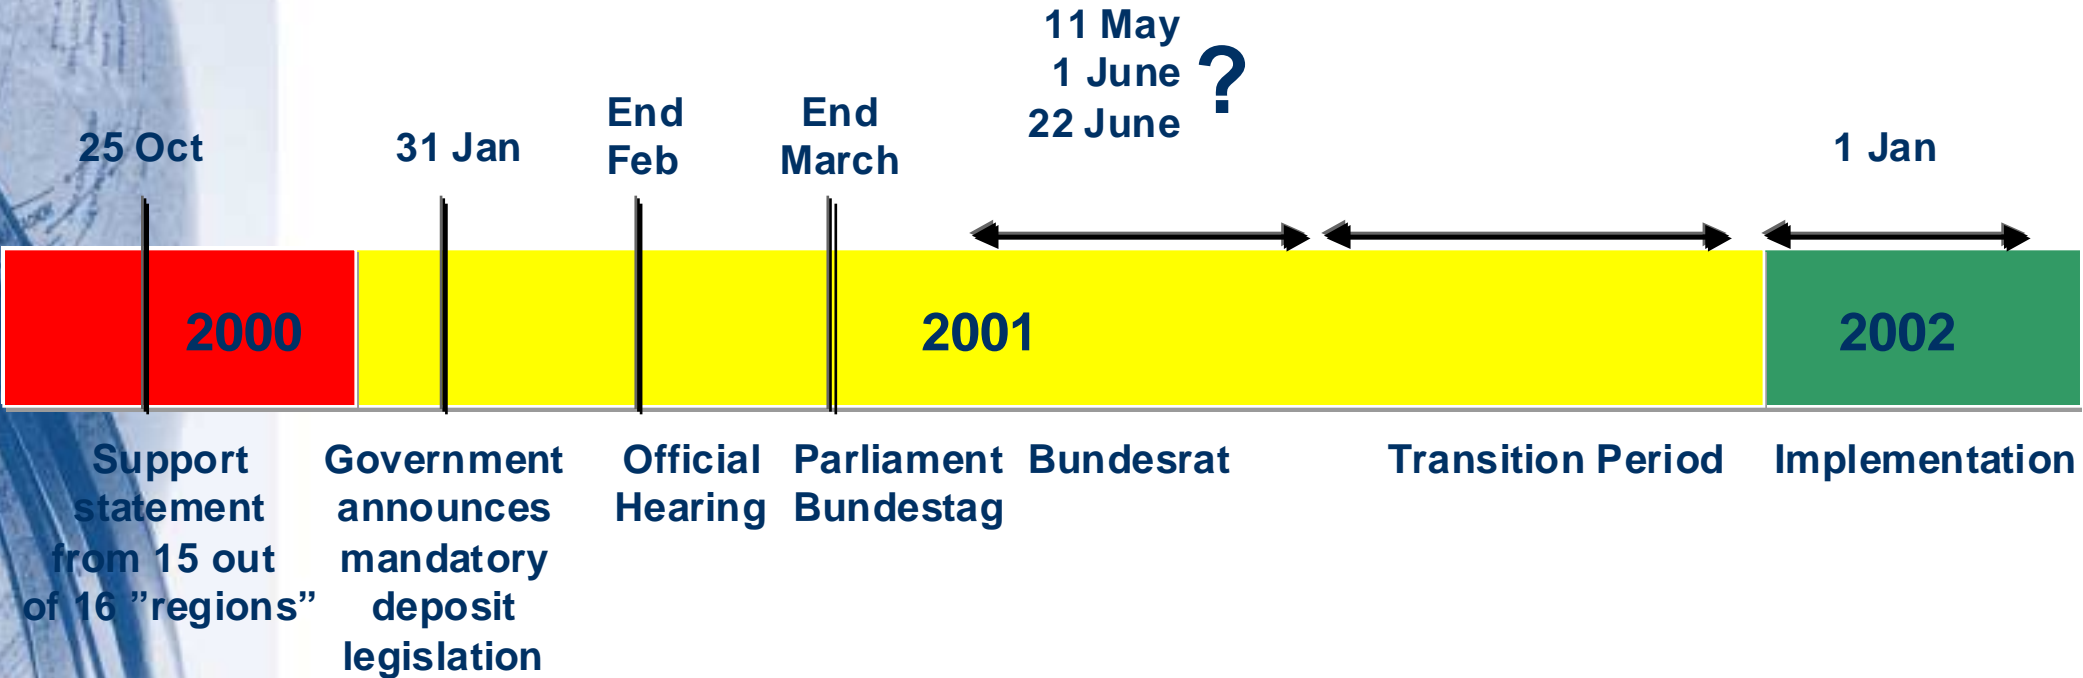 11 May
1 June
22 June
?
25 Oct
31 Jan
End
Feb
End
March
1 Jan
2000
2001
2002
Support
statement
from 15 out
of 16 ”regions”
Government
announces
mandatory
deposit
legislation
Official
Hearing
Parliament
Bundestag
Bundesrat
Transition Period
Implementation